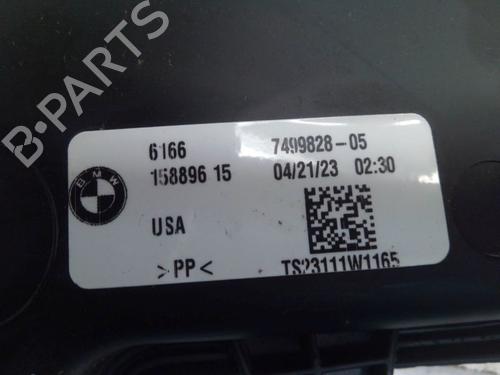 B-PARTS
BMW
6166 7499828-05
158896 15 04/21/23 02:30
USA
>PP< TS23111W1165